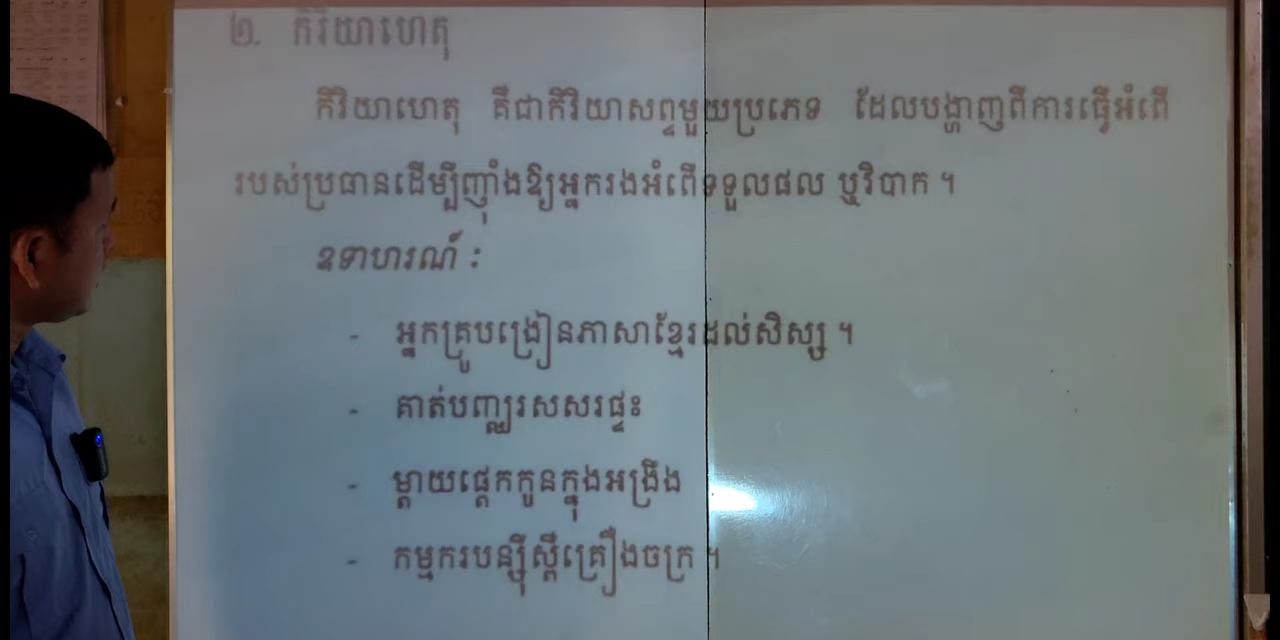 ២. កិរិយាហេតុ
កិរិយាហេតុ គឺជាកិរិយាសព្ទមួយប្រភេទ ដែលបង្ហាញពីការធ្វើអំពើ
របស់ប្រធានដើម្បីញ៉ាំងឱ្យអ្នករងអំពើទទួលផល ឬវិបាក ។
ឧទាហរណ៍ :
- អ្នកគ្រូបង្រៀនភាសាខ្មែរដល់សិស្ស ។
- គាត់បញ្ឈរសសរផ្ទះ
- ម្តាយផ្តេកកូនក្នុងអង្រឹង
- កម្មករបន្ស៊ីស្ពឺគ្រឿងចក្រ ។